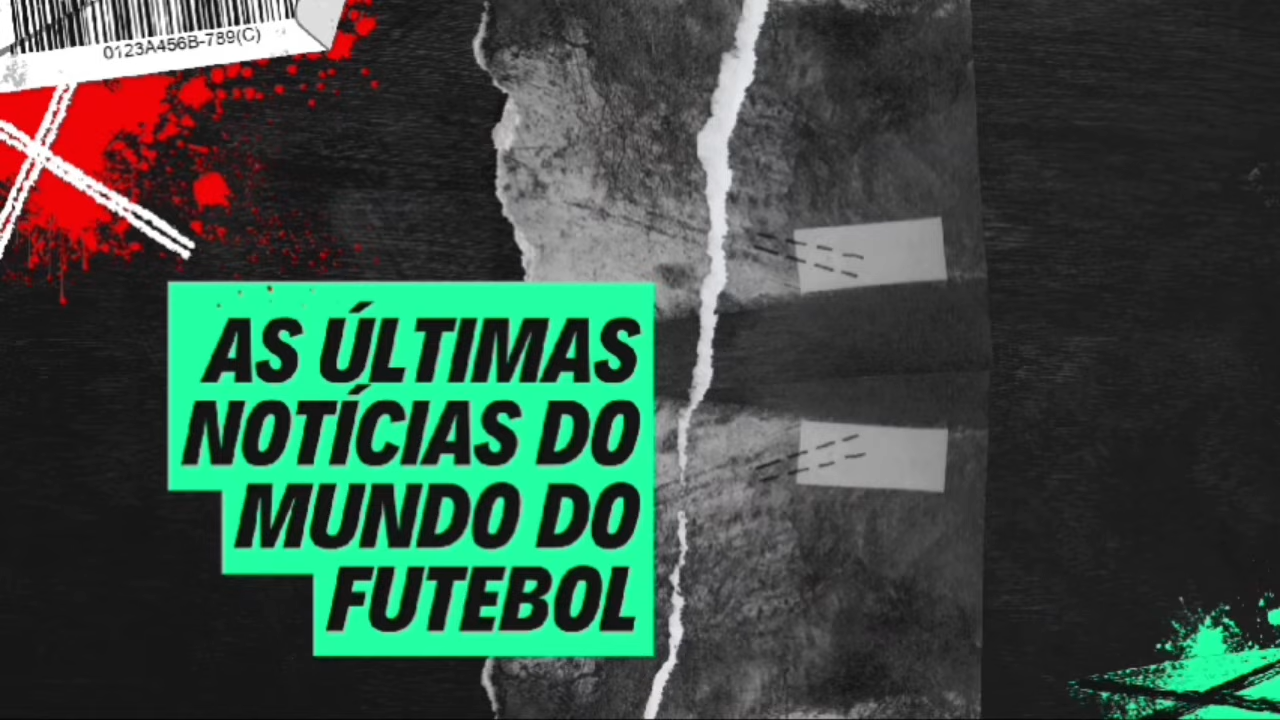 0123A456B-789(C)
AS ÚLTIMAS
NOTÍCIAS DO
MUNDO DO
FUTEBOL